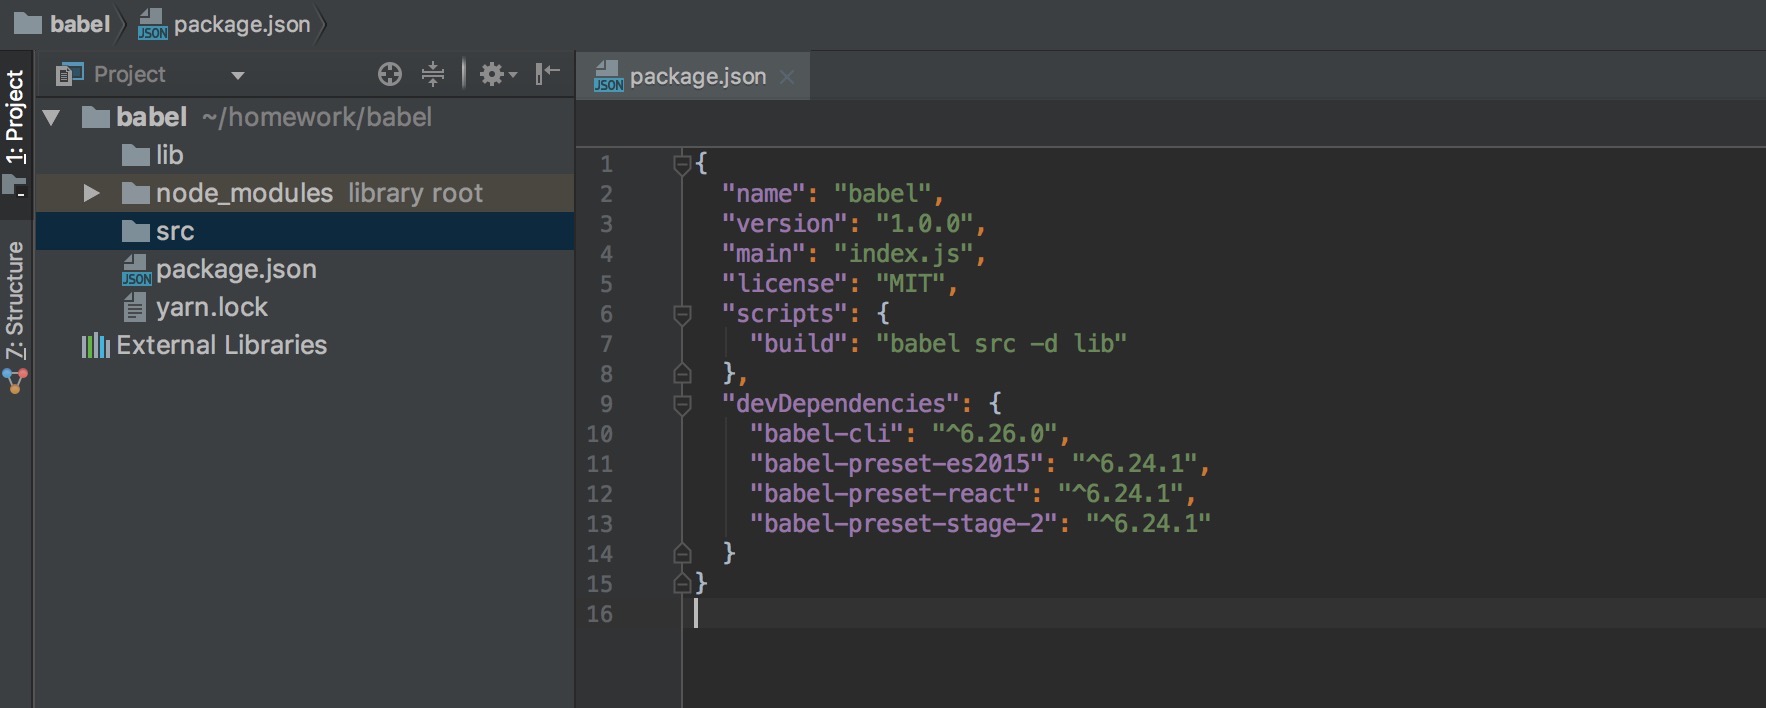 babel package.json
1: Project
Z: Structure
Project
babel ~/homework/babel
lib
node_modules library root
src
JSON package.json
yarn.lock
External Libraries
JSON package.json
1 {
2 "name": "babel",
3 "version": "1.0.0",
4 "main": "index.js",
5 "license": "MIT",
6 "scripts": {
7 "build": "babel src -d lib"
8 },
9 "devDependencies": {
10 "babel-cli": "^6.26.0",
11 "babel-preset-es2015": "^6.24.1",
12 "babel-preset-react": "^6.24.1",
13 "babel-preset-stage-2": "^6.24.1"
14 }
15 }
16